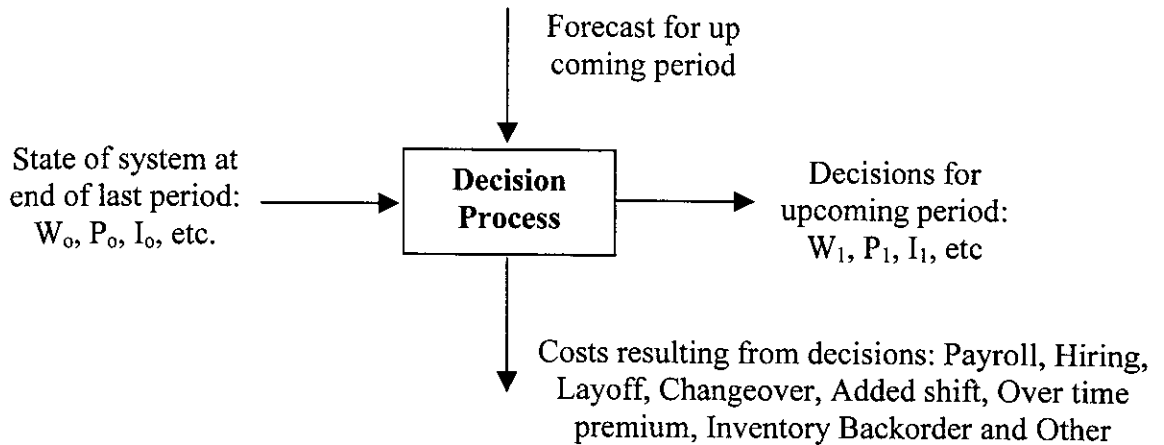 Forecast for up
coming period
State of system at
end of last period:
Wₒ, Pₒ, Iₒ, etc.
Decision
Process
Decisions for
upcoming period:
W₁, P₁, I₁, etc
Costs resulting from decisions: Payroll, Hiring,
Layoff, Changeover, Added shift, Over time
premium, Inventory Backorder and Other